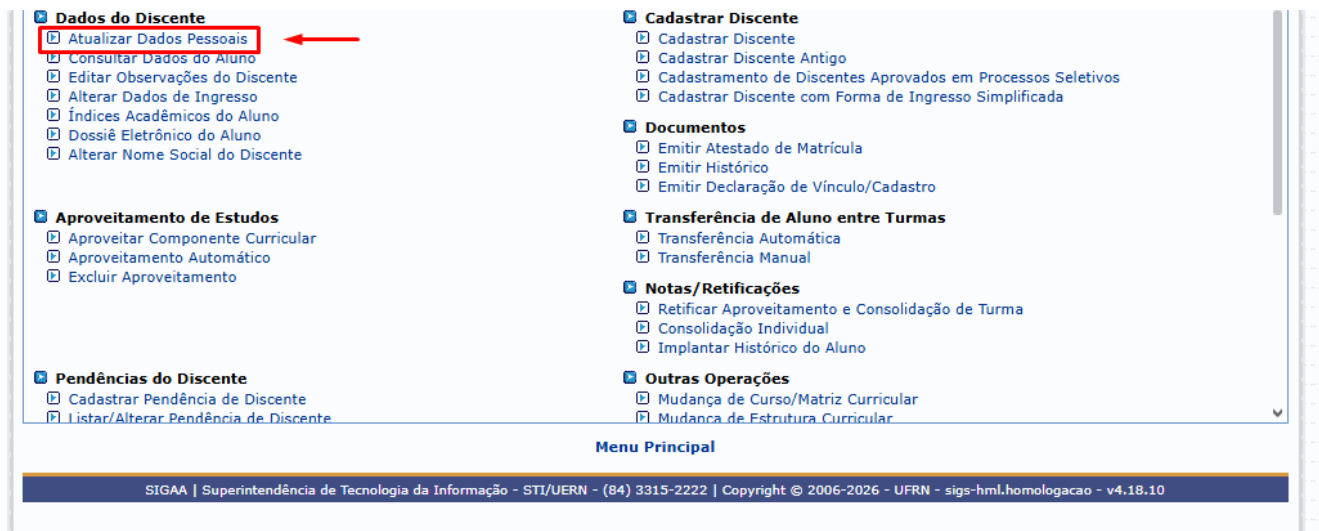 Dados do Discente
Atualizar Dados Pessoais
Consultar Dados do Aluno
Editar Observações do Discente
Alterar Dados de Ingresso
Índices Acadêmicos do Aluno
Dossiê Eletrônico do Aluno
Alterar Nome Social do Discente
Cadastrar Discente
Cadastrar Discente
Cadastrar Discente Antigo
Cadastramento de Discentes Aprovados em Processos Seletivos
Cadastrar Discente com Forma de Ingresso Simplificada
Documentos
Emitir Atestado de Matrícula
Emitir Histórico
Emitir Declaração de Vínculo/Cadastro
Aproveitamento de Estudos
Aproveitar Componente Curricular
Aproveitamento Automático
Excluir Aproveitamento
Transferência de Aluno entre Turmas
Transferência Automática
Transferência Manual
Notas/Retificações
Retificar Aproveitamento e Consolidação de Turma
Consolidação Individual
Implantar Histórico do Aluno
Pendências do Discente
Cadastrar Pendência de Discente
Listar/Alterar Pendência de Discente
Outras Operações
Mudança de Curso/Matriz Curricular
Mudança de Estrutura Curricular
Menu Principal
SIGAA | Superintendência de Tecnologia da Informação - STI/UERN - (84) 3315-2222 | Copyright © 2006-2026 - UFRN - sigs-hml.homologacao - v4.18.10